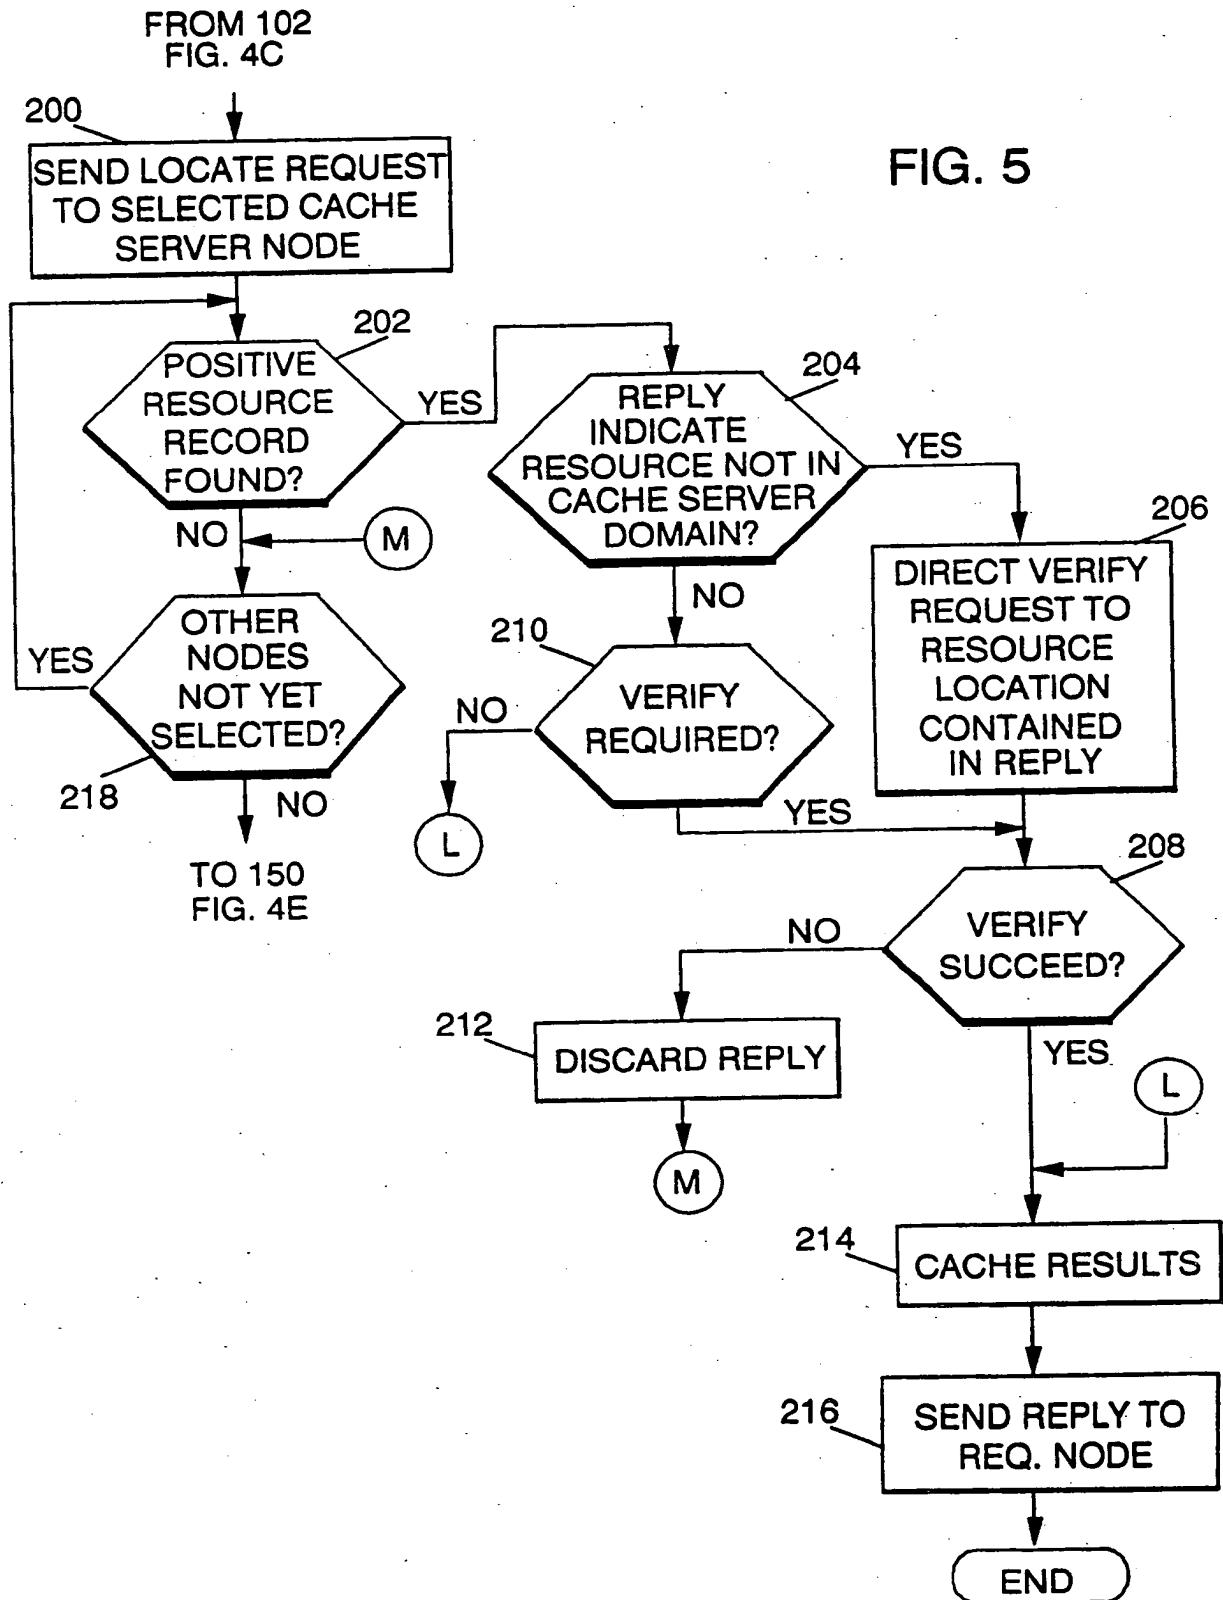 FROM 102
FIG. 4C
200
SEND LOCATE REQUEST
TO SELECTED CACHE
SERVER NODE
FIG. 5
202
POSITIVE
RESOURCE
RECORD
FOUND?
YES
NO
M
204
REPLY
INDICATE
RESOURCE NOT IN
CACHE SERVER
DOMAIN?
YES
NO
206
DIRECT VERIFY
REQUEST TO
RESOURCE
LOCATION
CONTAINED
IN REPLY
OTHER
NODES
NOT YET
SELECTED?
YES
218
NO
TO 150
FIG. 4E
210
VERIFY
REQUIRED?
NO
L
YES
208
VERIFY
SUCCEED?
NO
YES
212
DISCARD REPLY
M
L
214
CACHE RESULTS
216
SEND REPLY TO
REQ. NODE
END